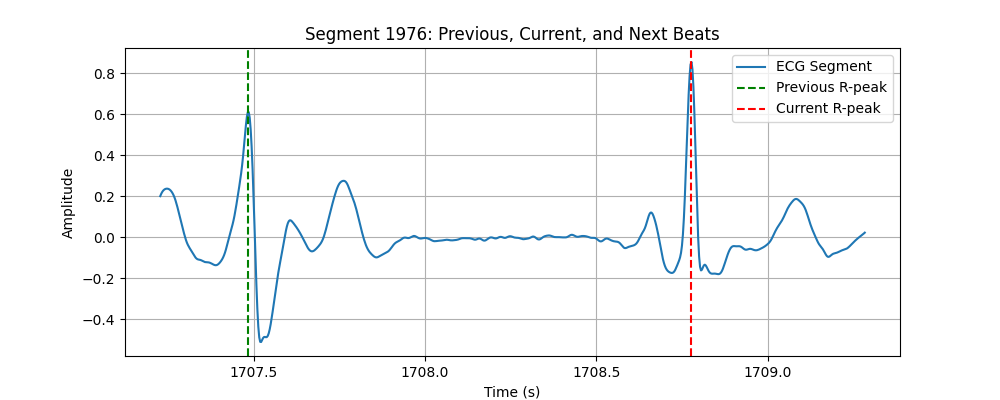 Segment 1976: Previous, Current, and Next Beats
ECG Segment
Previous R-peak
Current R-peak
Amplitude
0.8
0.6
0.4
0.2
0.0
−0.2
−0.4
1707.5 1708.0 1708.5 1709.0
Time (s)